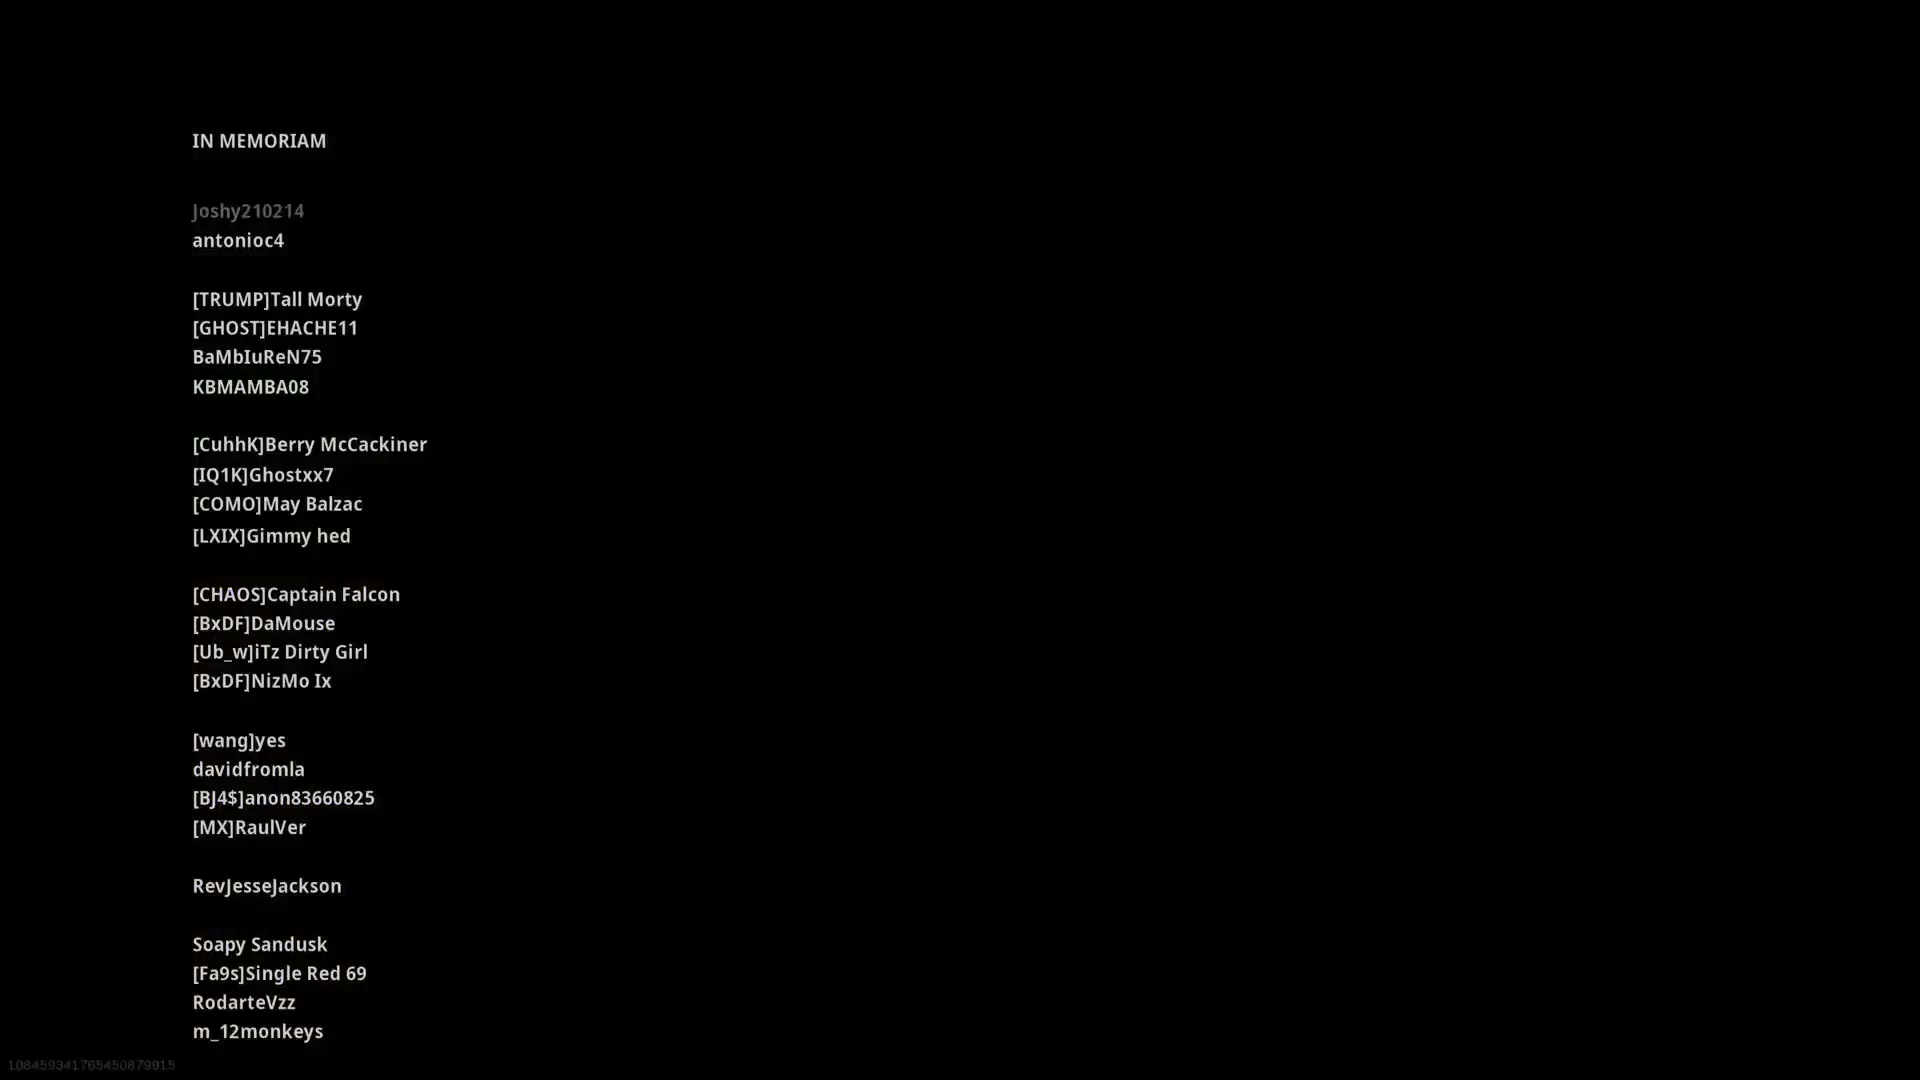 IN MEMORIAM
Joshy210214
antonioc4
[TRUMP]Tall Morty
[GHOST]EHACHE11
BaMbIuReN75
KBMAMBA08
[CuhhK]Berry McCackiner
[IQ1K]Ghostxx7
[COMO]May Balzac
[LXIX]Gimmy hed
[CHAOS]Captain Falcon
[BxDF]DaMouse
[Ub_w]iTz Dirty Girl
[BxDF]NizMo Ix
[wang]yes
davidfromla
[BJ4$]anon83660825
[MX]RaulVer
RevJesseJackson
Soapy Sandusk
[Fa9s]Single Red 69
RodarteVzz
m_12monkeys
108459341765450879915